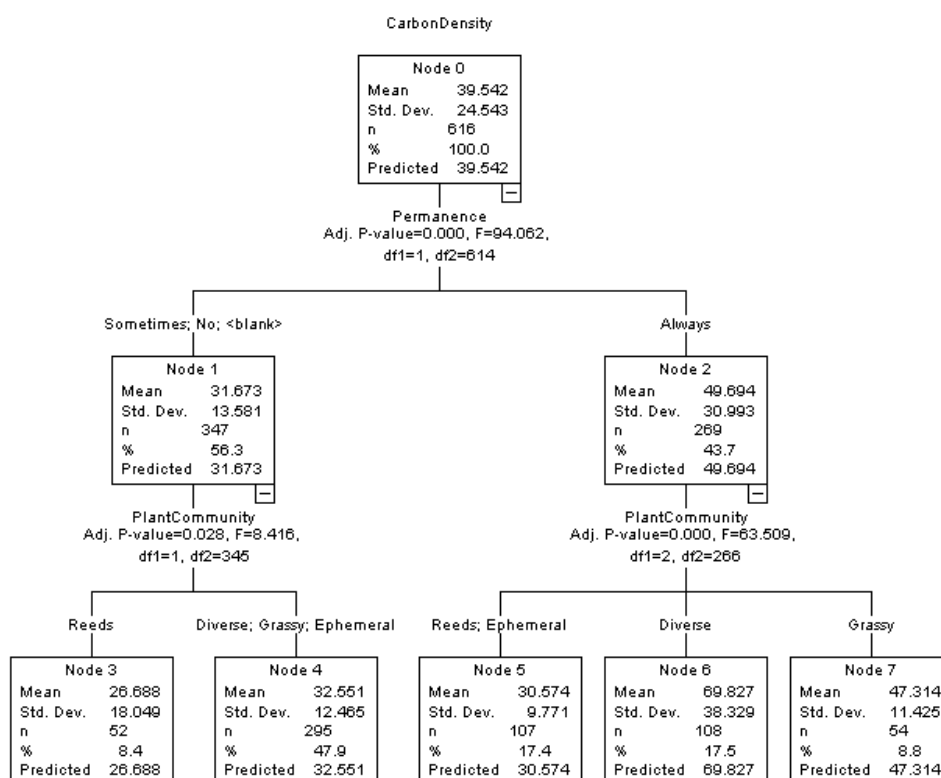 CarbonDensity
Node 0
Mean 39.542
Std. Dev. 24.543
n 616
% 100.0
Predicted 39.542
Permanence
Adj. P-value=0.000, F=94.062,
df1=1, df2=614
Sometimes; No; <blank>
Always
Node 1
Mean 31.673
Std. Dev. 13.581
n 347
% 56.3
Predicted 31.673
Node 2
Mean 49.694
Std. Dev. 30.993
n 269
% 43.7
Predicted 49.694
PlantCommunity
Adj. P-value=0.028, F=8.416,
df1=1, df2=345
PlantCommunity
Adj. P-value=0.000, F=63.509,
df1=2, df2=266
Reeds
Diverse; Grassy; Ephemeral
Reeds; Ephemeral
Diverse
Grassy
Node 3
Mean 26.688
Std. Dev. 18.049
n 52
% 8.4
Predicted 26.688
Node 4
Mean 32.551
Std. Dev. 12.465
n 295
% 47.9
Predicted 32.551
Node 5
Mean 30.574
Std. Dev. 9.771
n 107
% 17.4
Predicted 30.574
Node 6
Mean 69.827
Std. Dev. 38.329
n 108
% 17.5
Predicted 69.827
Node 7
Mean 47.314
Std. Dev. 11.425
n 54
% 8.8
Predicted 47.314